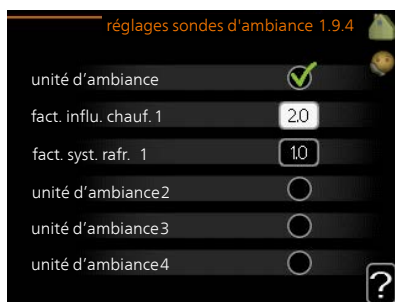 réglages sondes d'ambiance 1.9.4
unité d'ambiance
fact. influ. chauf. 1 2.0
fact. syst. rafr. 1 1.0
unité d'ambiance2
unité d'ambiance3
unité d'ambiance4
?